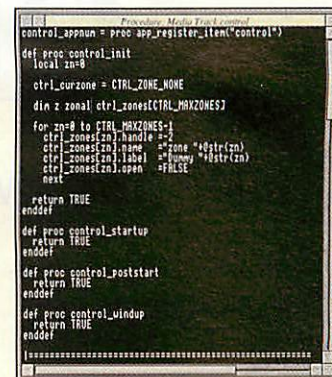 Procedure: Media Track.control
control_appnum = proc app_register_item("control")
def proc control_init
local zn=0
ctrl_curzone = CTRL_ZONE_NONE
dim z zonal ctrl_zones[CTRL_MAXZONES]
for zn=0 to CTRL_MAXZONES-1
ctrl_zones[zn].handle =-2
ctrl_zones[zn].name ="zone "+@str(zn)
ctrl_zones[zn].label ="Dummy "+@str(zn)
ctrl_zones[zn].open =FALSE
next
return TRUE
enddef
def proc control_startup
return TRUE
enddef
def proc control_poststart
return TRUE
enddef
def proc control_windup
return TRUE
enddef